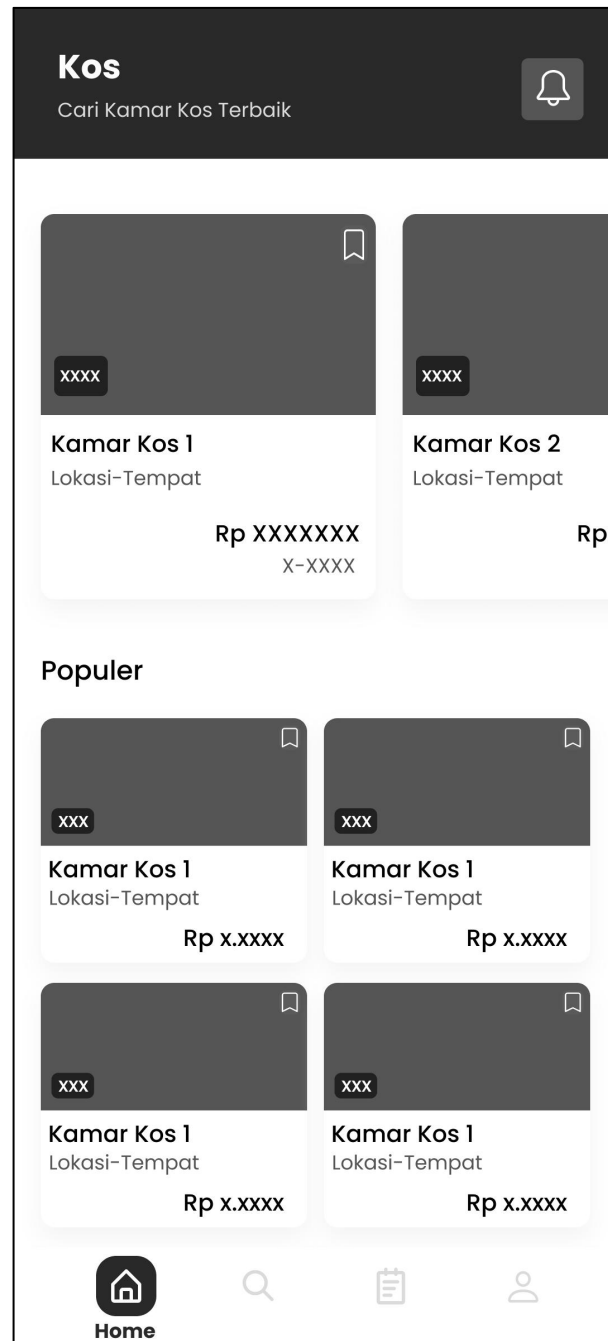 Kos
Cari Kamar Kos Terbaik
xxxx
xxxx
Kamar Kos 1
Kamar Kos 2
Lokasi-Tempat
Lokasi-Tempat
Rp XXXXXXX
Rp
X-XXXX
Populer
xxx
xxx
Kamar Kos 1
Kamar Kos 1
Lokasi-Tempat
Lokasi-Tempat
Rp x.xxxx
Rp x.xxxx
xxx
xxx
Kamar Kos 1
Kamar Kos 1
Lokasi-Tempat
Lokasi-Tempat
Rp x.xxxx
Rp x.xxxx
Home